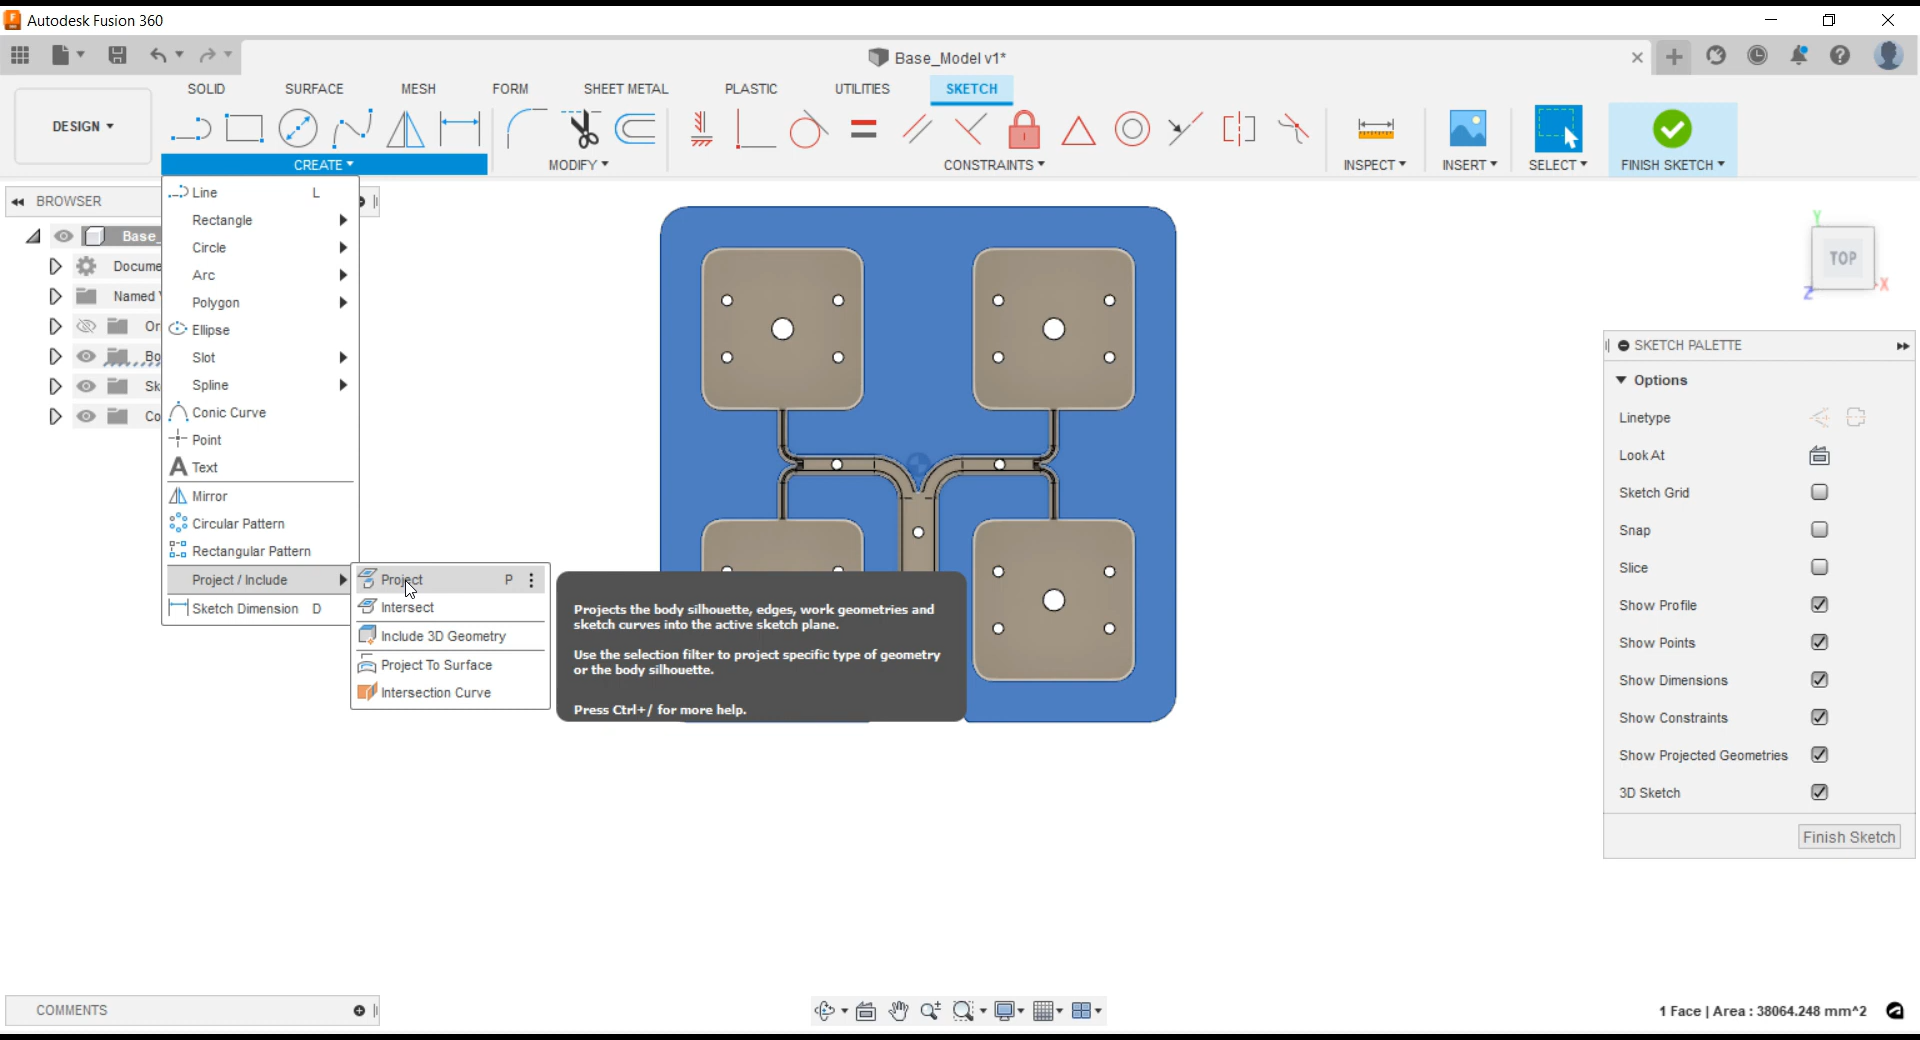 Autodesk Fusion 360
Base_Model v1*
SOLID SURFACE MESH FORM SHEET METAL PLASTIC UTILITIES SKETCH
DESIGN
CREATE MODIFY CONSTRAINTS INSPECT INSERT SELECT FINISH SKETCH
BROWSER
Base_
Docume
Named
Or
Bo
Sk
Co
Line L
Rectangle
Circle
Arc
Polygon
Ellipse
Slot
Spline
Conic Curve
Point
Text
Mirror
Circular Pattern
Rectangular Pattern
Project / Include
Sketch Dimension D
Project P
Intersect
Include 3D Geometry
Project To Surface
Intersection Curve
Projects the body silhouette, edges, work geometries and
sketch curves into the active sketch plane.
Use the selection filter to project specific type of geometry
or the body silhouette.
Press Ctrl+/ for more help.
Y
TOP
X
Z
SKETCH PALETTE
Options
Linetype
Look At
Sketch Grid
Snap
Slice
Show Profile
Show Points
Show Dimensions
Show Constraints
Show Projected Geometries
3D Sketch
Finish Sketch
COMMENTS
1 Face | Area : 38064.248 mm^2